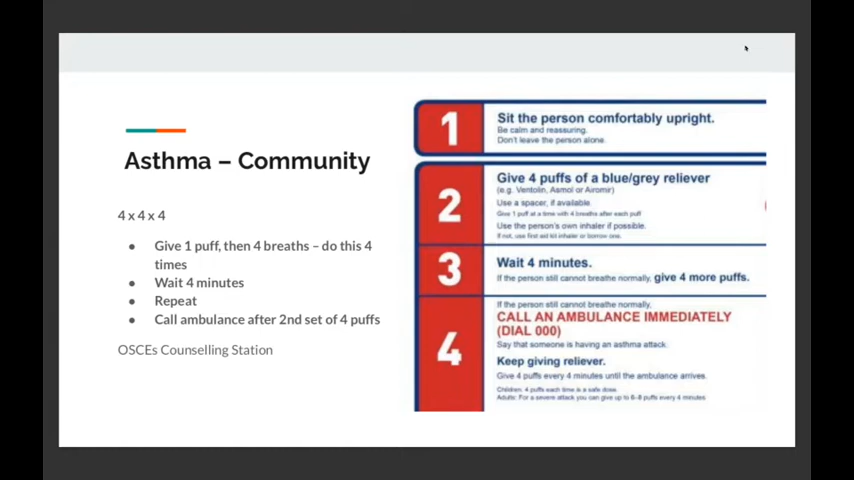 Asthma – Community
4 x 4 x 4
● Give 1 puff, then 4 breaths – do this 4
times
● Wait 4 minutes
● Repeat
● Call ambulance after 2nd set of 4 puffs
OSCEs Counselling Station
1
Sit the person comfortably upright.
Be calm and reassuring.
Don't leave the person alone.
2
Give 4 puffs of a blue/grey reliever
(e.g. Ventolin, Asmol or Airomir)
Use a spacer, if available.
Give 1 puff at a time with 4 breaths after each puff
Use the person's own inhaler if possible.
If not, use first aid kit inhaler or borrow one.
3
Wait 4 minutes.
If the person still cannot breathe normally, give 4 more puffs.
4
If the person still cannot breathe normally,
CALL AN AMBULANCE IMMEDIATELY
(DIAL 000)
Say that someone is having an asthma attack.
Keep giving reliever.
Give 4 puffs every 4 minutes until the ambulance arrives.
Children: 4 puffs each time is a safe dose.
Adults: For a severe attack you can give up to 6–8 puffs every 4 minutes